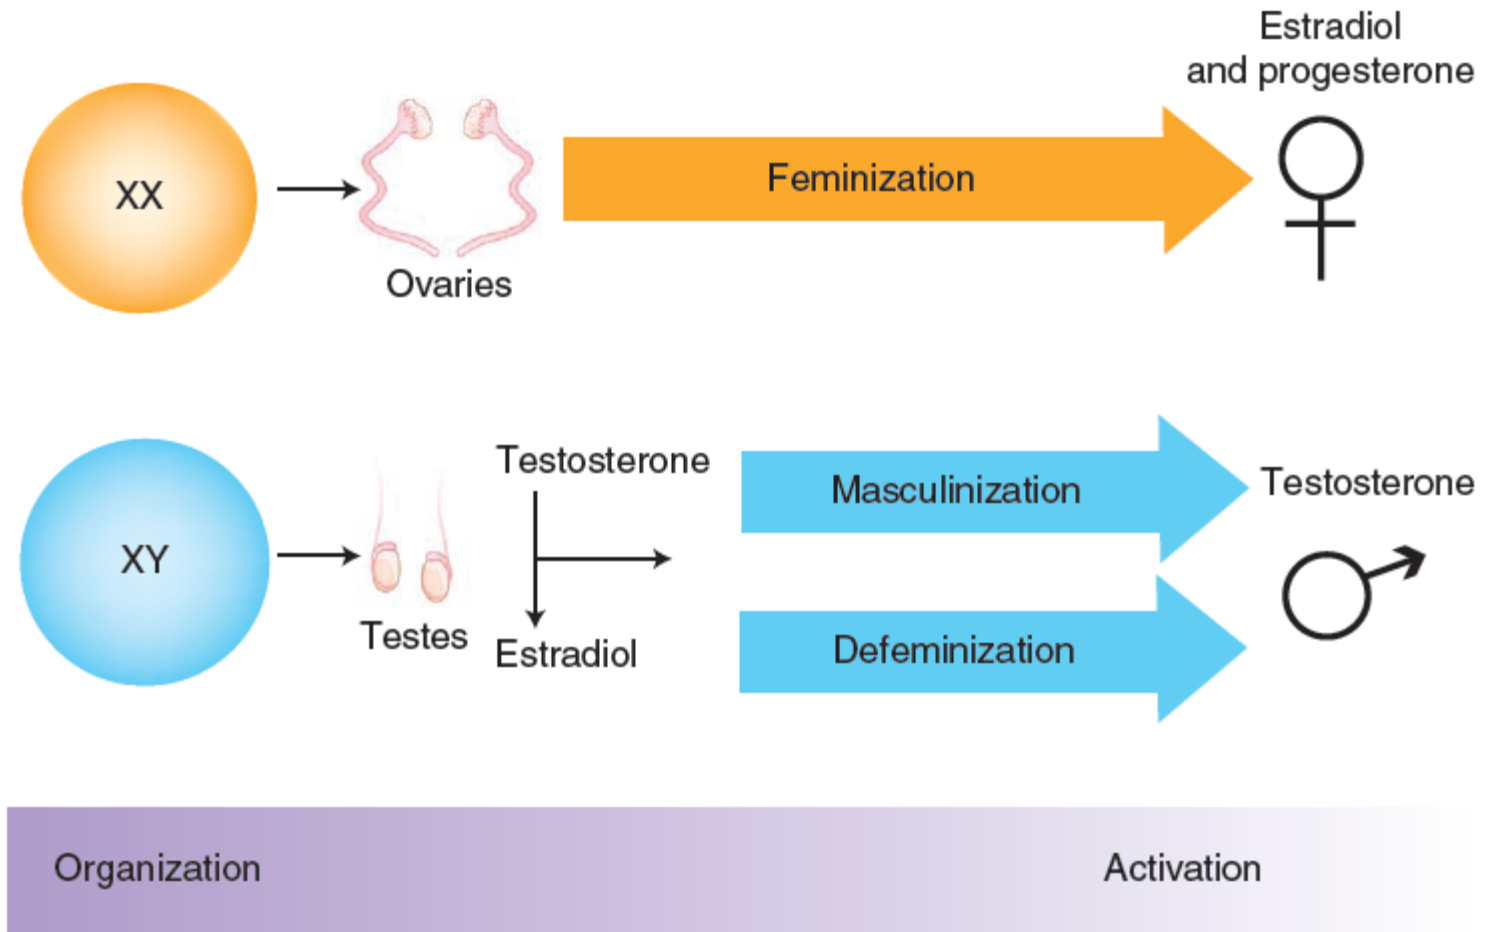 Estradiol
and progesterone
XX
Feminization
Ovaries
Testosterone
Masculinization
Testosterone
XY
Testes
Estradiol
Defeminization
Organization
Activation